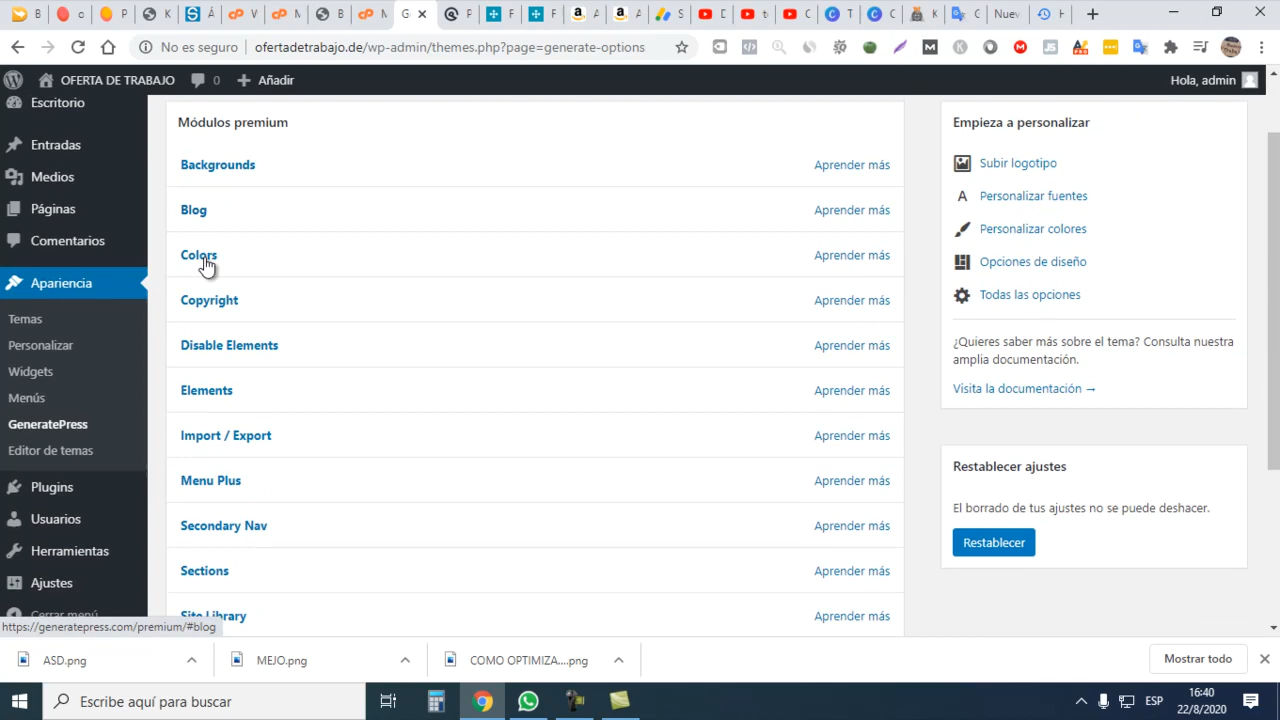 No es seguro
ofertadetrabajo.de/wp-admin/themes.php?page=generate-options
OFERTA DE TRABAJO
0
Añadir
Hola, admin
Escritorio
Entradas
Medios
Páginas
Comentarios
Apariencia
Temas
Personalizar
Widgets
Menús
GeneratePress
Editor de temas
Plugins
Usuarios
Herramientas
Ajustes
Cerrar menú
Módulos premium
Backgrounds Aprender más
Blog Aprender más
Colors Aprender más
Copyright Aprender más
Disable Elements Aprender más
Elements Aprender más
Import / Export Aprender más
Menu Plus Aprender más
Secondary Nav Aprender más
Sections Aprender más
Site Library Aprender más
Empieza a personalizar
Subir logotipo
Personalizar fuentes
Personalizar colores
Opciones de diseño
Todas las opciones
¿Quieres saber más sobre el tema? Consulta nuestra
amplia documentación.
Visita la documentación →
Restablecer ajustes
El borrado de tus ajustes no se puede deshacer.
Restablecer
https://generatepress.com/premium/#blog
ASD.png
MEJO.png
COMO OPTIMIZA....png
Mostrar todo
Escribe aquí para buscar
ESP
16:40
22/8/2020